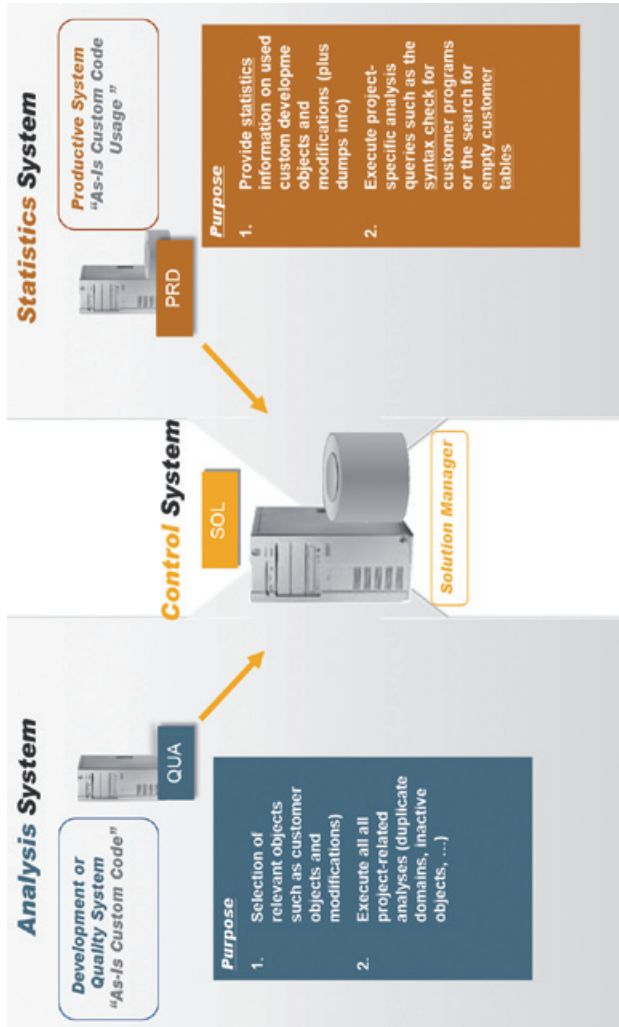 Analysis System
Development or
Quality System
"As-Is Custom Code"
QUA
Purpose
1. Selection of
relevant objects
such as customer
objects and
modifications)
2. Execute all all
project-related
analyses (duplicate
domains, inactive
objects, ...)
Control System
SOL
Solution Manager
Statistics System
Productive System
"As-Is Custom Code
Usage"
PRD
Purpose
1. Provide statistics
information on used
custom developme
objects and
modifications (plus
dumps info)
2. Execute project-
specific analysis
queries such as the
syntax check for
customer programs
or the search for
empty customer
tables